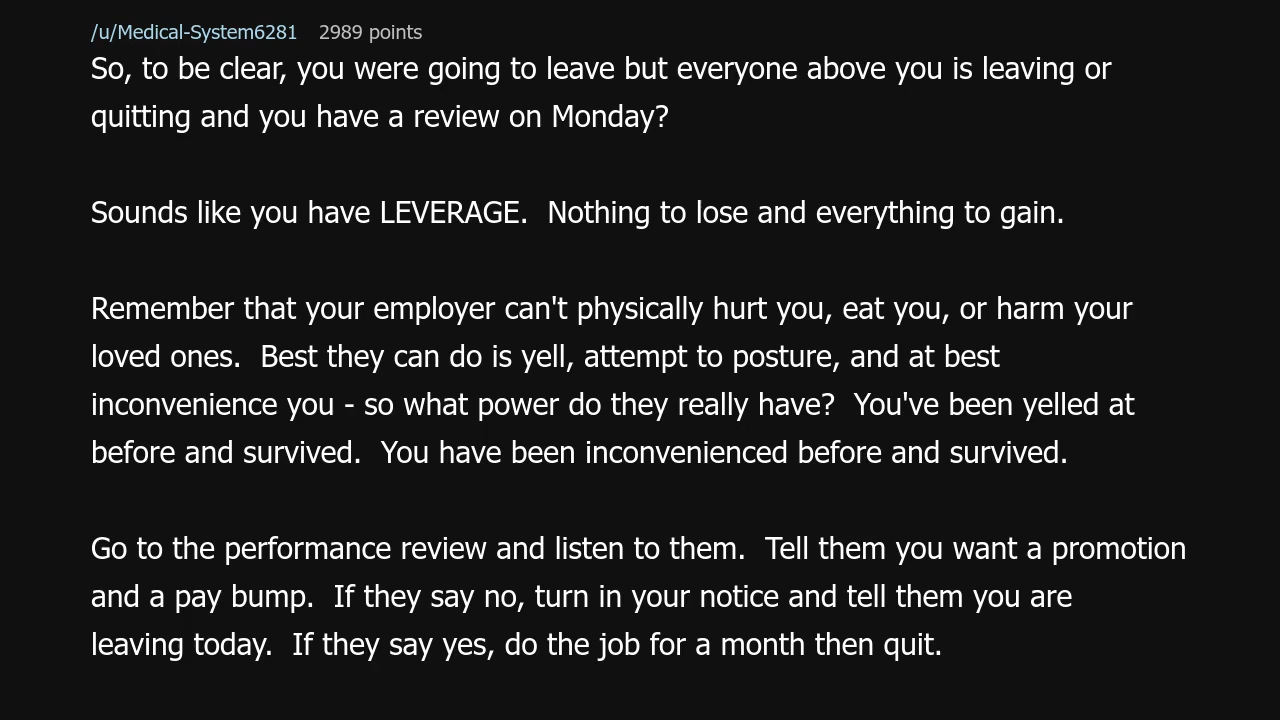 /u/Medical-System6281 2989 points
So, to be clear, you were going to leave but everyone above you is leaving or
quitting and you have a review on Monday?
Sounds like you have LEVERAGE.  Nothing to lose and everything to gain.
Remember that your employer can't physically hurt you, eat you, or harm your
loved ones.  Best they can do is yell, attempt to posture, and at best
inconvenience you - so what power do they really have?  You've been yelled at
before and survived.  You have been inconvenienced before and survived.
Go to the performance review and listen to them.  Tell them you want a promotion
and a pay bump.  If they say no, turn in your notice and tell them you are
leaving today.  If they say yes, do the job for a month then quit.